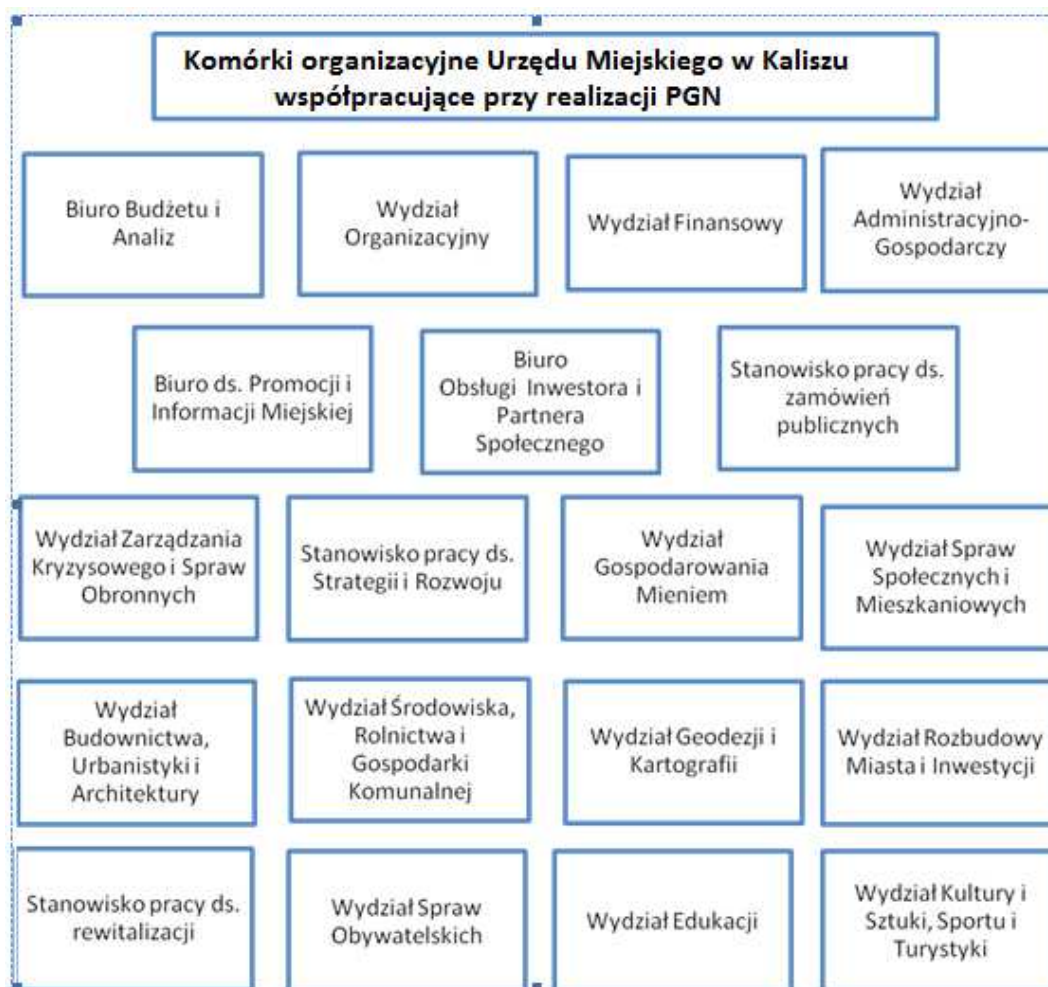 Komórki organizacyjne Urzędu Miejskiego w Kaliszu
współpracujące przy realizacji PGN
Biuro Budżetu i
Analiz
Wydział
Organizacyjny
Wydział Finansowy
Wydział
Administracyjno-
Gospodarczy
Biuro ds. Promocji i
Informacji Miejskiej
Biuro
Obsługi Inwestora i
Partnera
Społecznego
Stanowisko pracy ds.
zamówień
publicznych
Wydział Zarządzania
Kryzysowego i Spraw
Obronnych
Stanowisko pracy ds.
Strategii i Rozwoju
Wydział
Gospodarowania
Mieniem
Wydział Spraw
Społecznych i
Mieszkaniowych
Wydział
Budownictwa,
Urbanistyki i
Architektury
Wydział Środowiska,
Rolnictwa i
Gospodarki
Komunalnej
Wydział Geodezji i
Kartografii
Wydział Rozbudowy
Miasta i Inwestycji
Stanowisko pracy ds.
rewitalizacji
Wydział Spraw
Obywatelskich
Wydział Edukacji
Wydział Kultury i
Sztuki, Sportu i
Turystyki